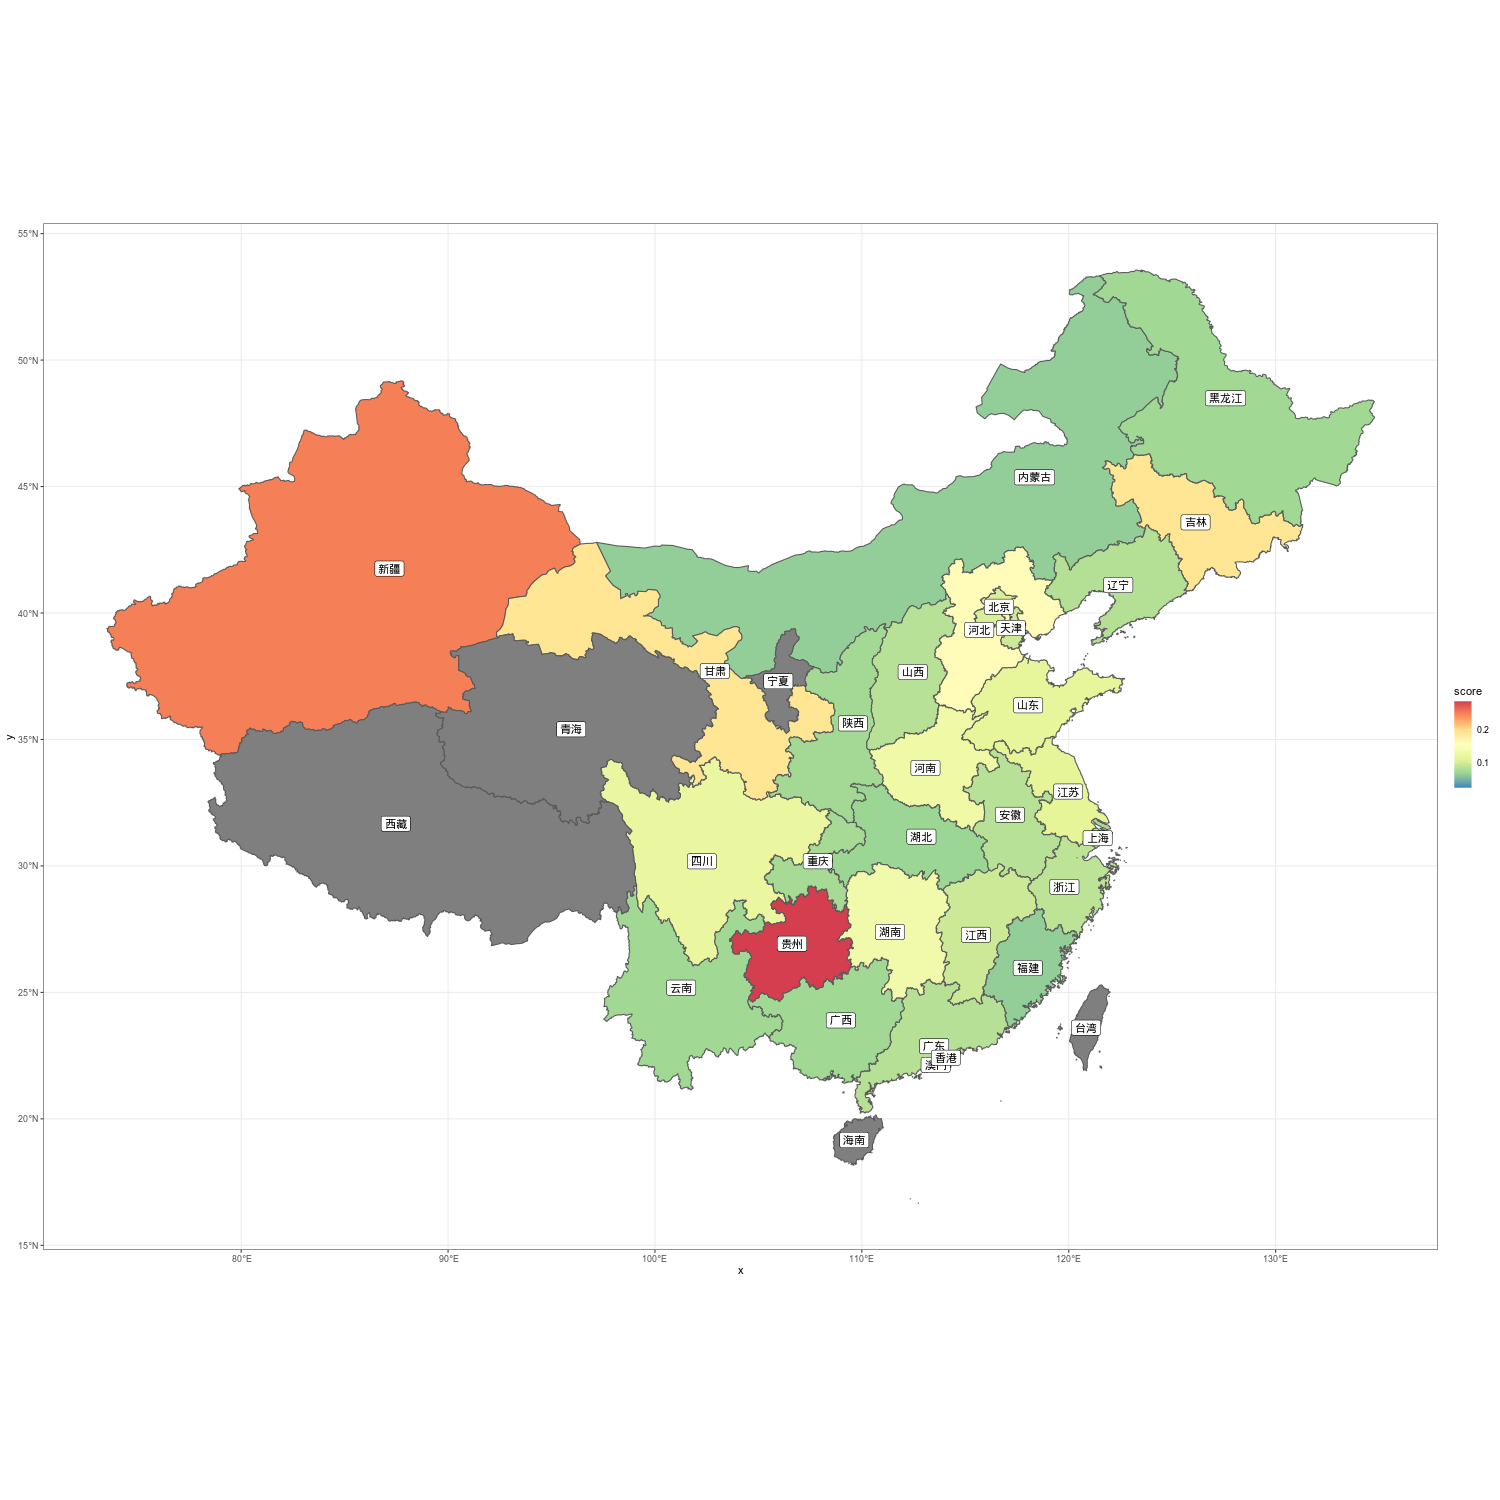 55°N
50°N
45°N
40°N
35°N
30°N
25°N
20°N
15°N
y
黑龙江
内蒙古
吉林
新疆
辽宁
北京
河北
天津
山西
甘肃
宁夏
山东
陕西
青海
河南
江苏
安徽
西藏
湖北
上海
四川
重庆
浙江
湖南
江西
贵州
福建
云南
广西
台湾
广东
香港
澳门
海南
80°E
90°E
100°E
110°E
120°E
130°E
x
score
0.2
0.1